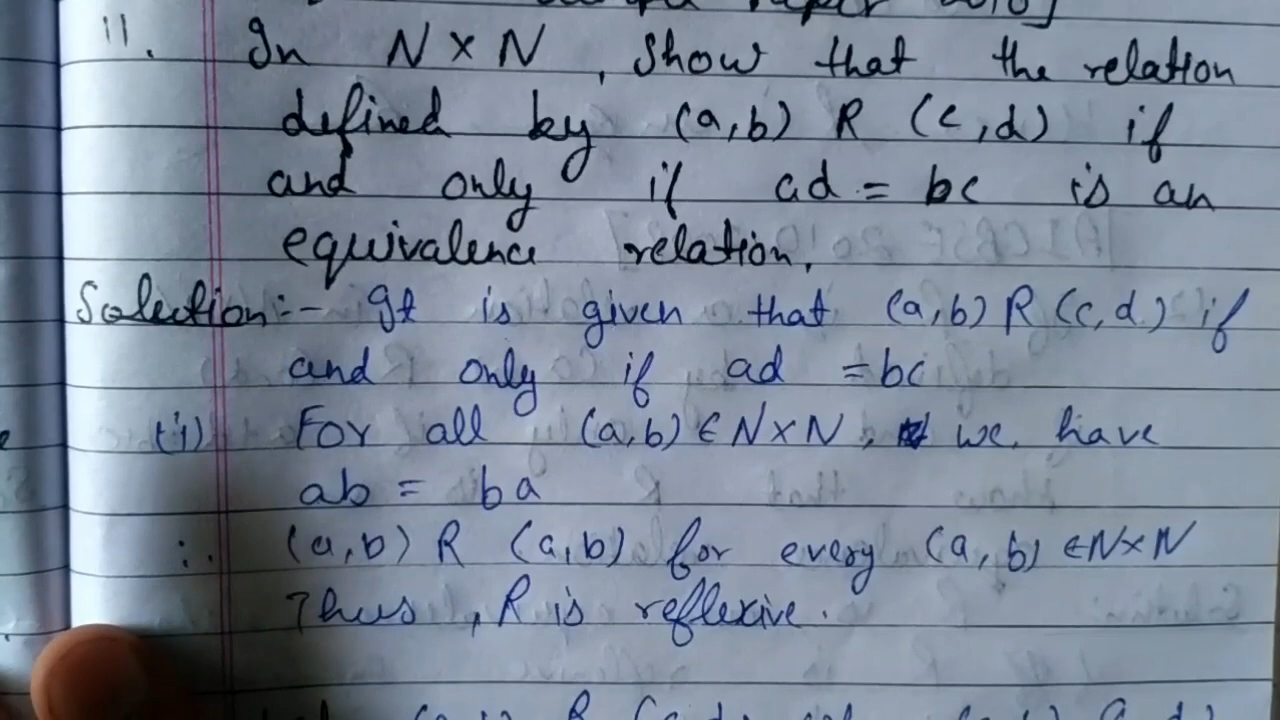 11. In N×N, show that the relation
defined by (a,b) R (c,d) if
and only if ad = bc is an
equivalence relation.
Solution:- It is given that (a,b) R (c,d) if
and only if ad = bc
(i) For all (a,b) ∈ N×N, we have
ab = ba
∴ (a,b) R (a,b) for every (a,b) ∈ N×N
Thus, R is reflexive.